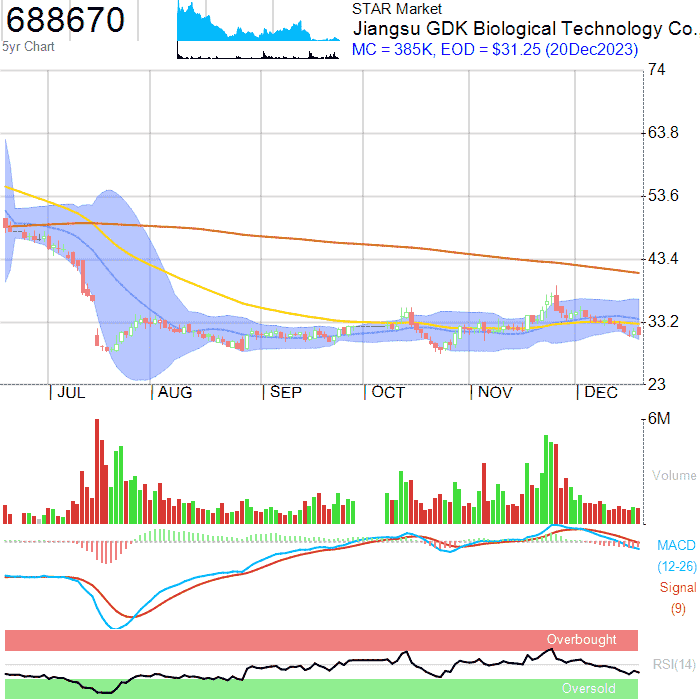 688670
5yr Chart
STAR Market
Jiangsu GDK Biological Technology Co.
MC = 385K, EOD = $31.25 (20Dec2023)
74
63.8
53.6
43.4
33.2
23
JUL AUG SEP OCT NOV DEC
6M
Volume
MACD
(12-26)
Signal
(9)
Overbought
RSI(14)
Oversold